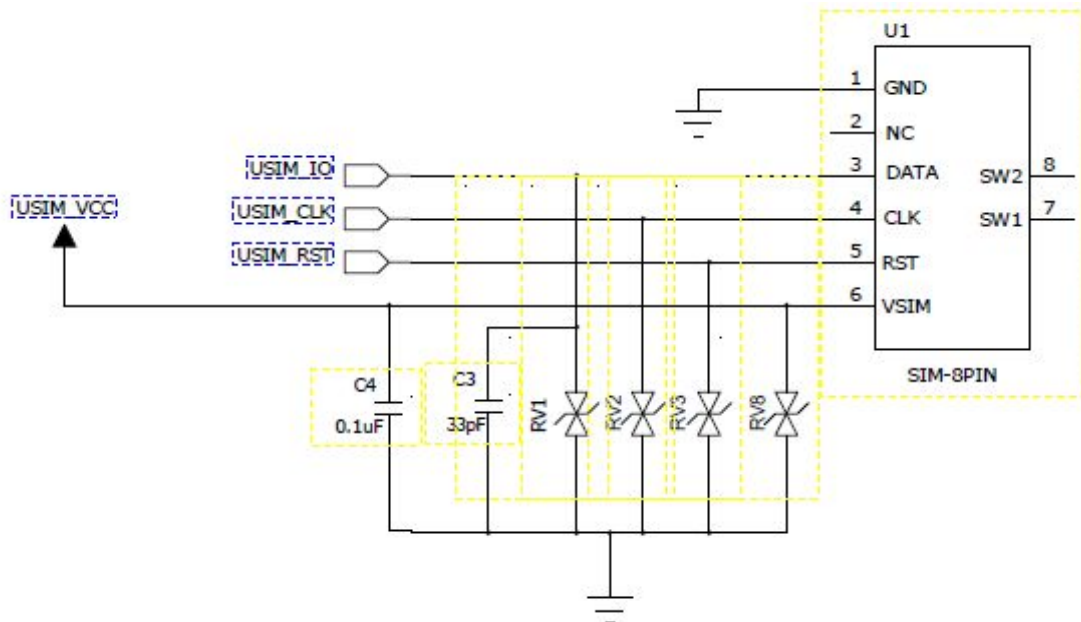 U1
1 GND
2 NC
USIM_IO 3 DATA SW2 8
USIM_VCC USIM_CLK 4 CLK SW1 7
USIM_RST 5 RST
6 VSIM
SIM-8PIN
C4 C3
0.1uF 33pF RV1 RV2 RV3 RV8